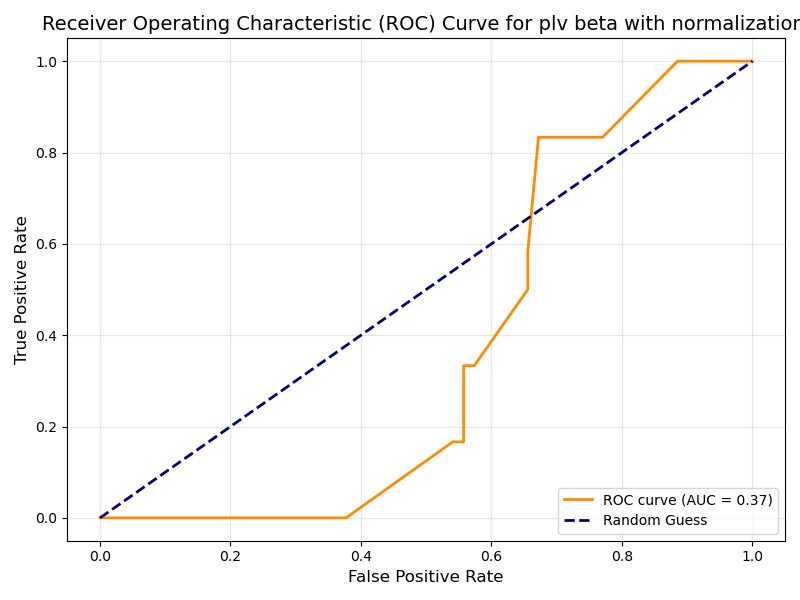 Receiver Operating Characteristic (ROC) Curve for plv beta with normalization
1.0
0.8
0.6
0.4
0.2
0.0
True Positive Rate
ROC curve (AUC = 0.37)
Random Guess
0.0 0.2 0.4 0.6 0.8 1.0
False Positive Rate